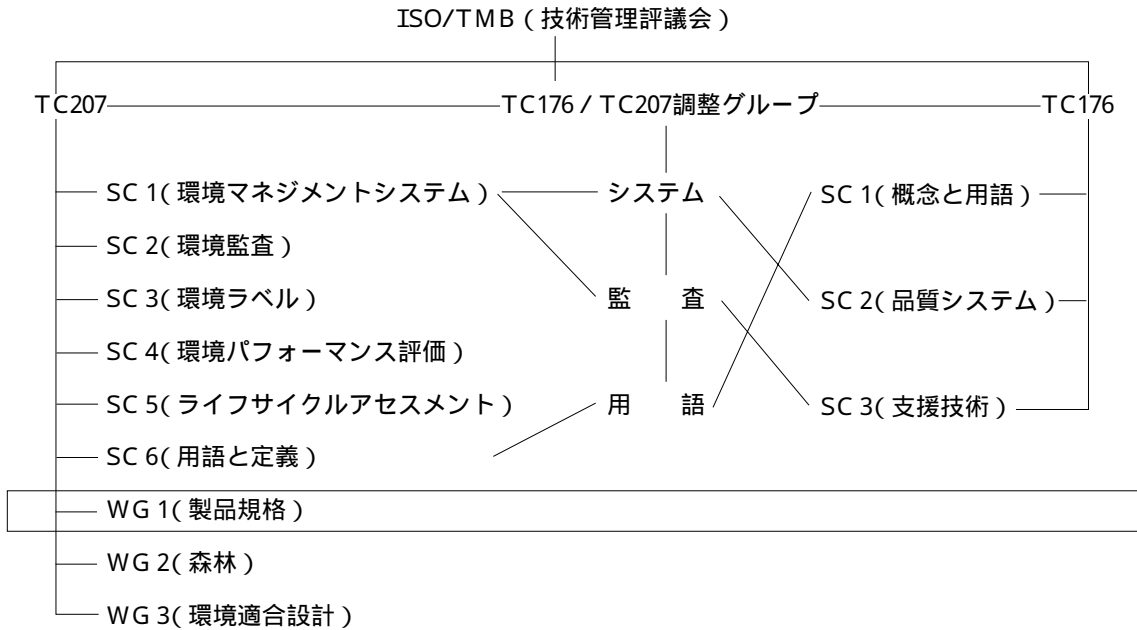 ISO/TMB(技術管理評議会)
TC207 TC176/TC207調整グループ TC176
SC 1(環境マネジメントシステム) システム SC 1(概念と用語)
SC 2(環境監査)
SC 3(環境ラベル) 監 査 SC 2(品質システム)
SC 4(環境パフォーマンス評価)
SC 5(ライフサイクルアセスメント) 用 語 SC 3(支援技術)
SC 6(用語と定義)
WG 1(製品規格)
WG 2(森林)
WG 3(環境適合設計)